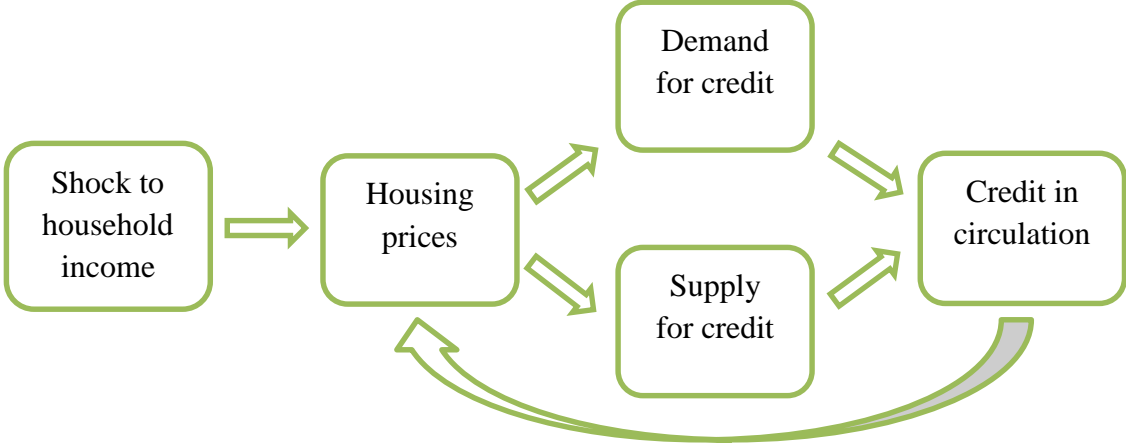 Shock to
household
income
Housing
prices
Demand
for credit
Supply
for credit
Credit in
circulation